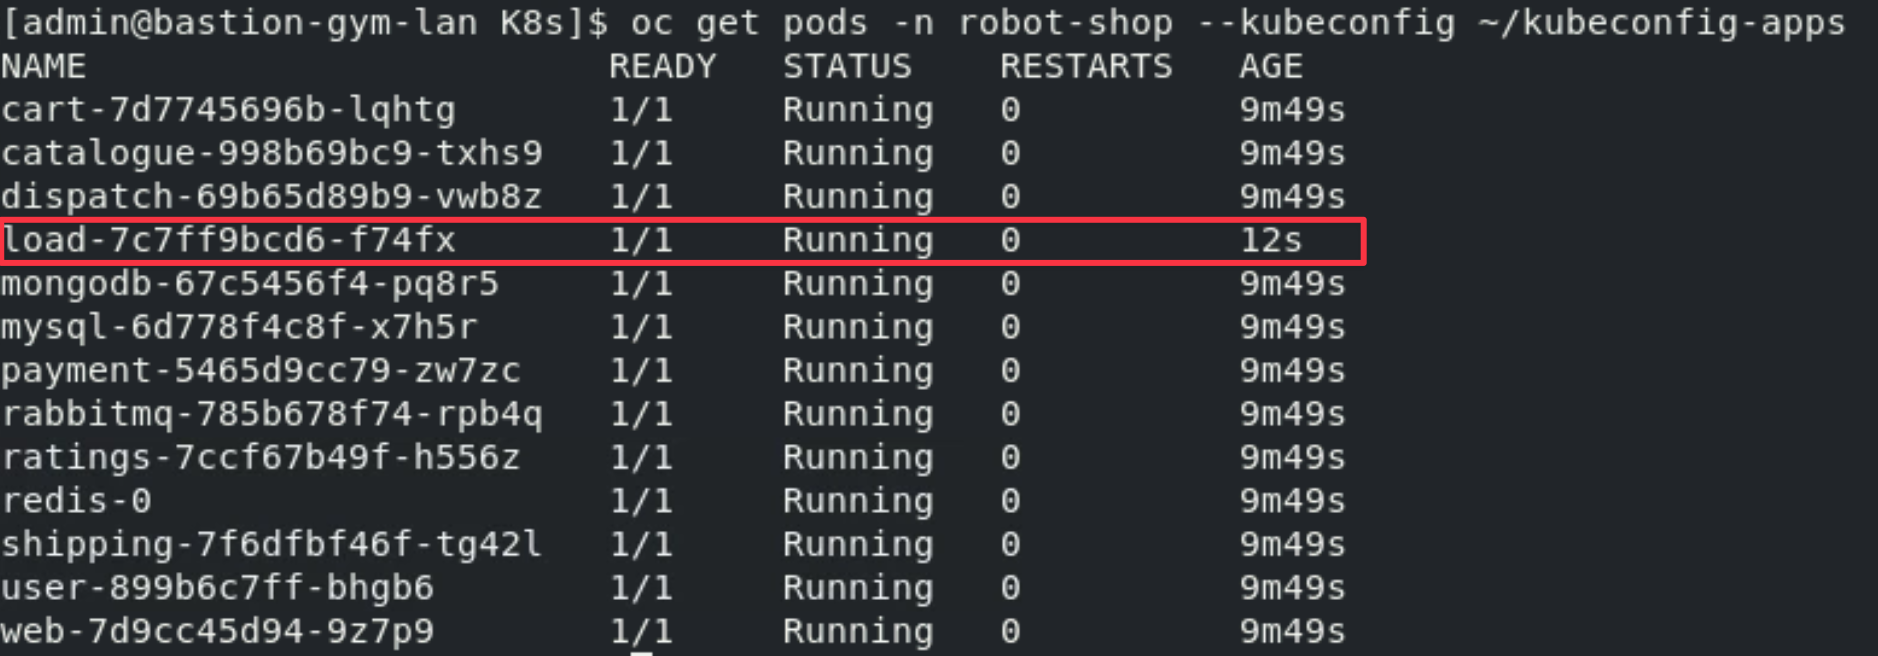 [admin@bastion-gym-lan K8s]$ oc get pods -n robot-shop --kubeconfig ~/kubeconfig-apps
NAME                        READY   STATUS    RESTARTS   AGE
cart-7d7745696b-lqhtg       1/1     Running   0          9m49s
catalogue-998b69bc9-txhs9   1/1     Running   0          9m49s
dispatch-69b65d89b9-vwb8z   1/1     Running   0          9m49s
load-7c7ff9bcd6-f74fx       1/1     Running   0          12s
mongodb-67c5456f4-pq8r5     1/1     Running   0          9m49s
mysql-6d778f4c8f-x7h5r      1/1     Running   0          9m49s
payment-5465d9cc79-zw7zc    1/1     Running   0          9m49s
rabbitmq-785b678f74-rpb4q   1/1     Running   0          9m49s
ratings-7ccf67b49f-h556z    1/1     Running   0          9m49s
redis-0                     1/1     Running   0          9m49s
shipping-7f6dfbf46f-tg42l   1/1     Running   0          9m49s
user-899b6c7ff-bhgb6        1/1     Running   0          9m49s
web-7d9cc45d94-9z7p9        1/1     Running   0          9m49s